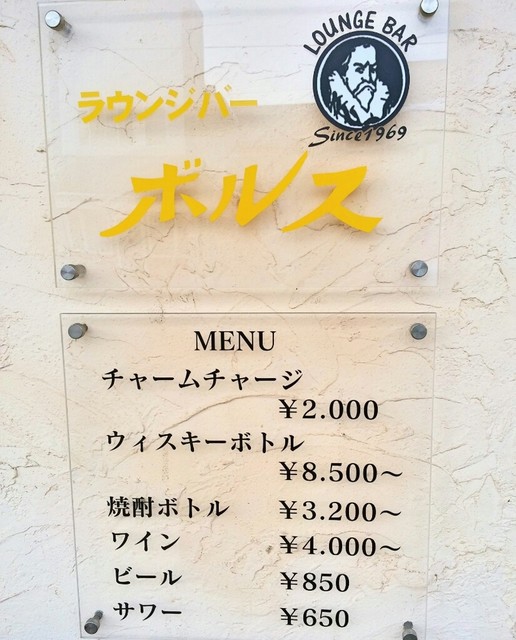 LOUNGE BAR
Since1969
ラウンジバー
ボルス
MENU
チャームチャージ
￥2.000
ウィスキーボトル
￥8.500～
焼酎ボトル ￥3.200～
ワイン ￥4.000～
ビール ￥850
サワー ￥650